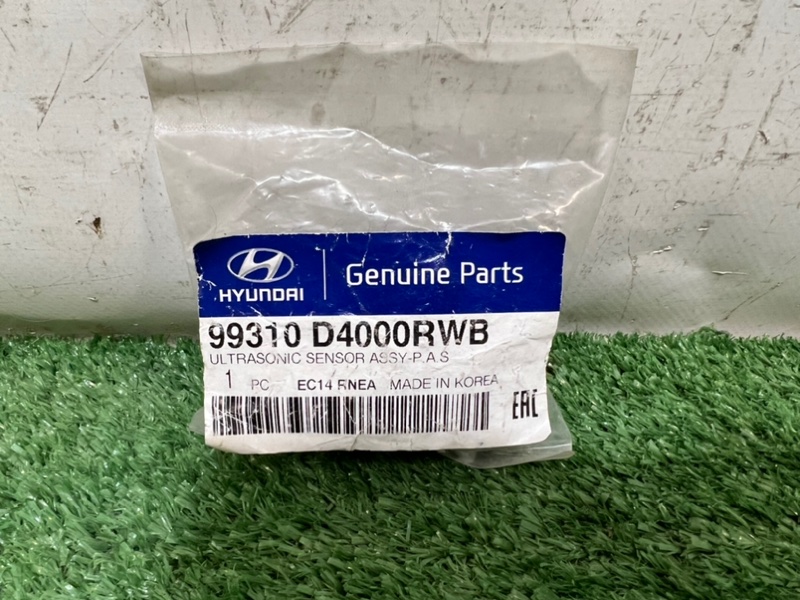 HYUNDAI
Genuine Parts
99310 D4000RWB
ULTRASONIC SENSOR ASSY-P.A.S
1 PC EC14 RNEA MADE IN KOREA
EAC